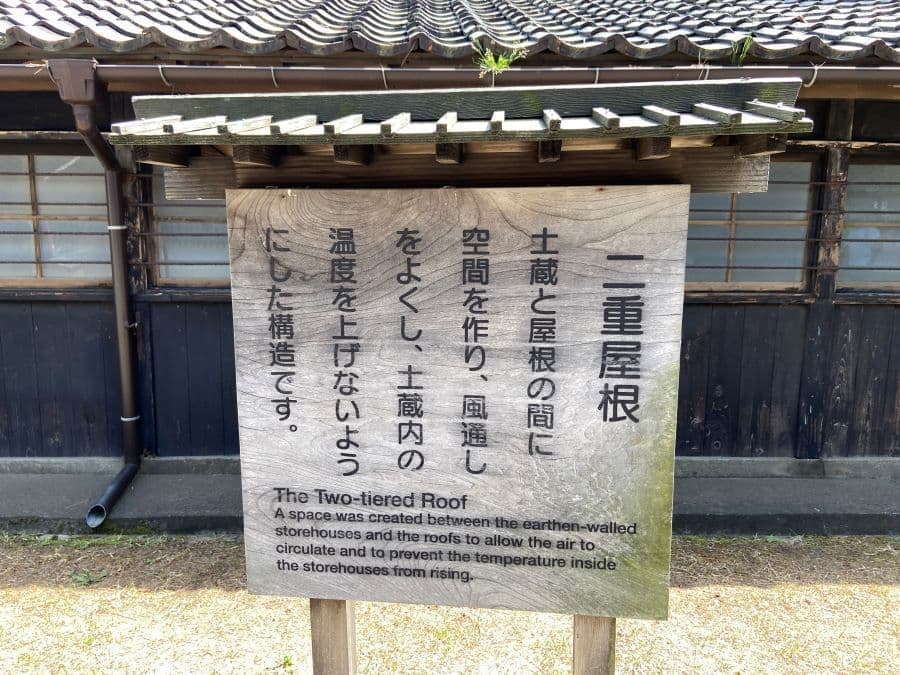 二重屋根
土蔵と屋根の間に
空間を作り、風通し
をよくし、土蔵内の
温度を上げないよう
にした構造です。
The Two-tiered Roof
A space was created between the earthen-walled
storehouses and the roofs to allow the air to
circulate and to prevent the temperature inside
the storehouses from rising.